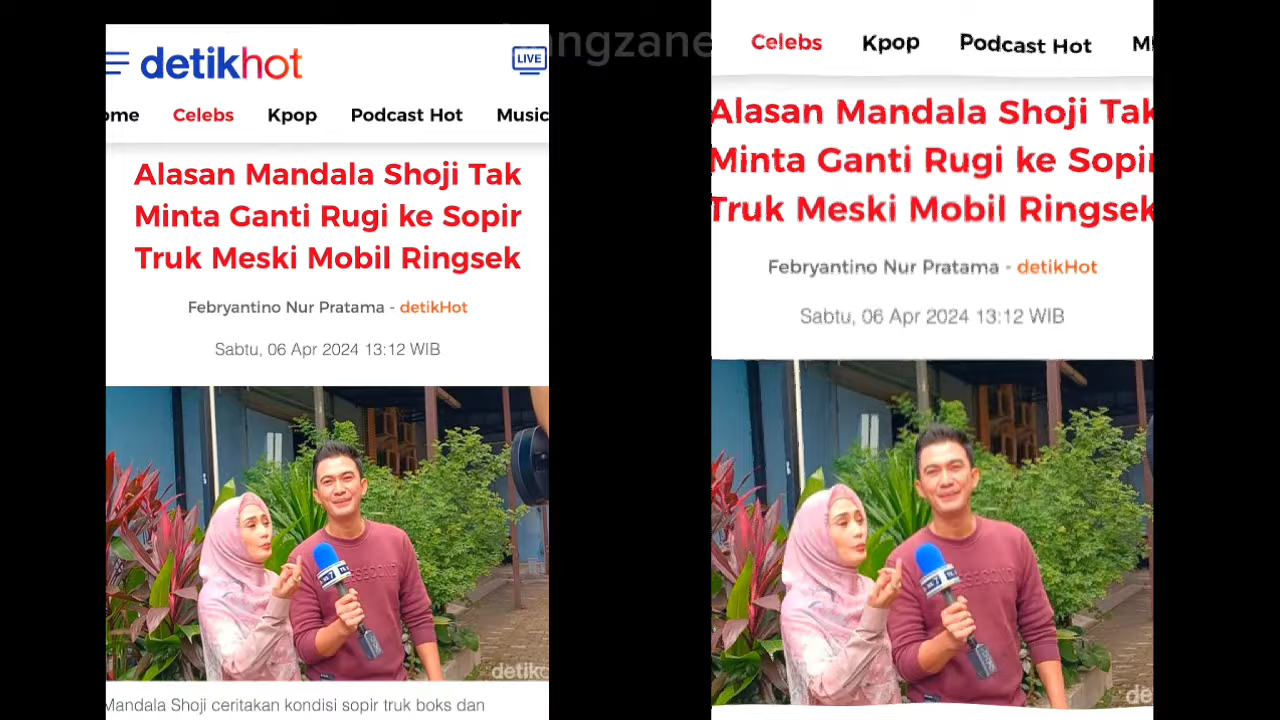 detikhot
LIVE
ome
Celebs
Kpop
Podcast Hot
Music
Alasan Mandala Shoji Tak
Minta Ganti Rugi ke Sopir
Truk Meski Mobil Ringsek
Febryantino Nur Pratama - detikHot
Sabtu, 06 Apr 2024 13:12 WIB
detikc
Mandala Shoji ceritakan kondisi sopir truk boks dan
angzane
Celebs
Kpop
Podcast Hot
M
Alasan Mandala Shoji Tak
Minta Ganti Rugi ke Sopir
Truk Meski Mobil Ringsek
Febryantino Nur Pratama - detikHot
Sabtu, 06 Apr 2024 13:12 WIB
de